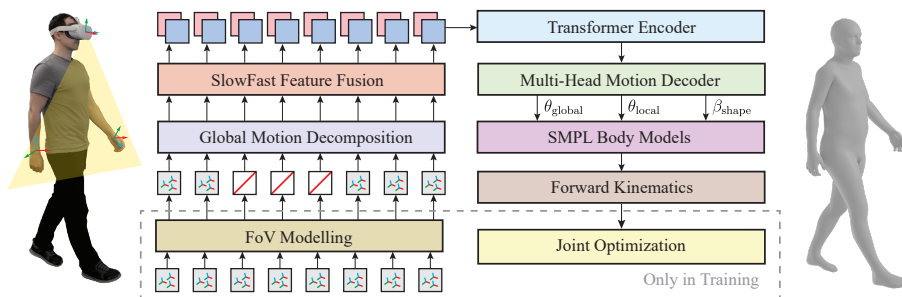 Transformer Encoder
SlowFast Feature Fusion
Multi-Head Motion Decoder
θglobal
θlocal
βshape
Global Motion Decomposition
SMPL Body Models
Forward Kinematics
FoV Modelling
Joint Optimization
Only in Training